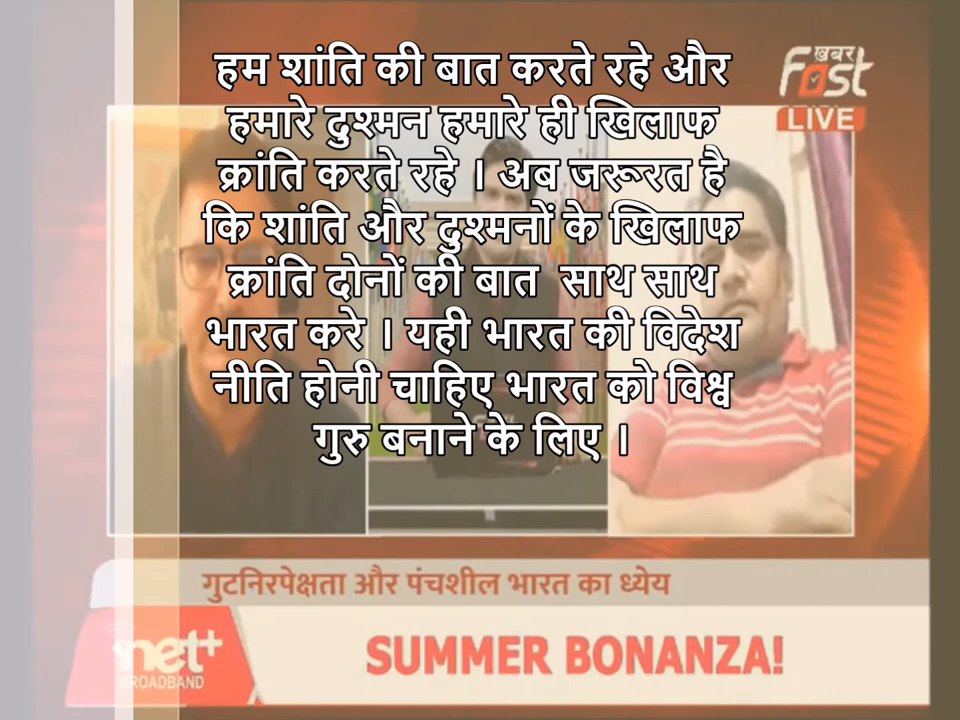 हम शांति की बात करते रहे और
हमारे दुश्मन हमारे ही खिलाफ
क्रांति करते रहे । अब जरूरत है
कि शांति और दुश्मनों के खिलाफ
क्रांति दोनों की बात साथ साथ
भारत करे । यही भारत की विदेश
नीति होनी चाहिए भारत को विश्व
गुरु बनाने के लिए ।
ख़बर
Fast
LIVE
गुटनिरपेक्षता और पंचशील भारत का ध्येय
net+
BROADBAND
SUMMER BONANZA!